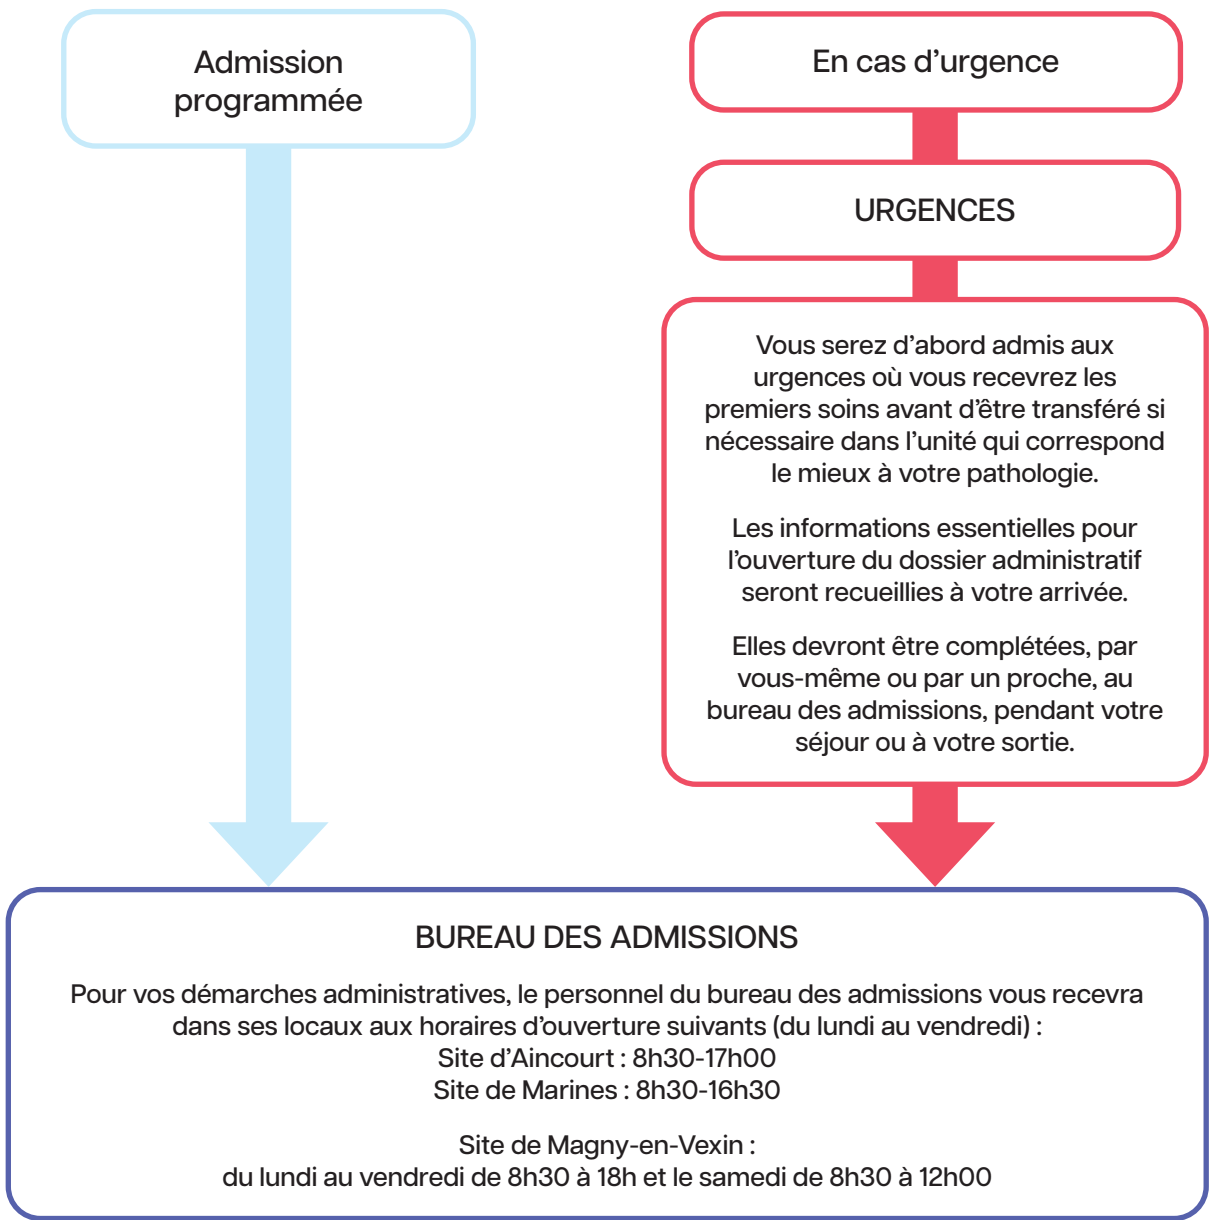 Admission
programmée
En cas d'urgence
URGENCES
Vous serez d'abord admis aux
urgences où vous recevrez les
premiers soins avant d'être transféré si
nécessaire dans l'unité qui correspond
le mieux à votre pathologie.
Les informations essentielles pour
l'ouverture du dossier administratif
seront recueillies à votre arrivée.
Elles devront être complétées, par
vous-même ou par un proche, au
bureau des admissions, pendant votre
séjour ou à votre sortie.
BUREAU DES ADMISSIONS
Pour vos démarches administratives, le personnel du bureau des admissions vous recevra
dans ses locaux aux horaires d'ouverture suivants (du lundi au vendredi) :
Site d'Aincourt : 8h30-17h00
Site de Marines : 8h30-16h30
Site de Magny-en-Vexin :
du lundi au vendredi de 8h30 à 18h et le samedi de 8h30 à 12h00